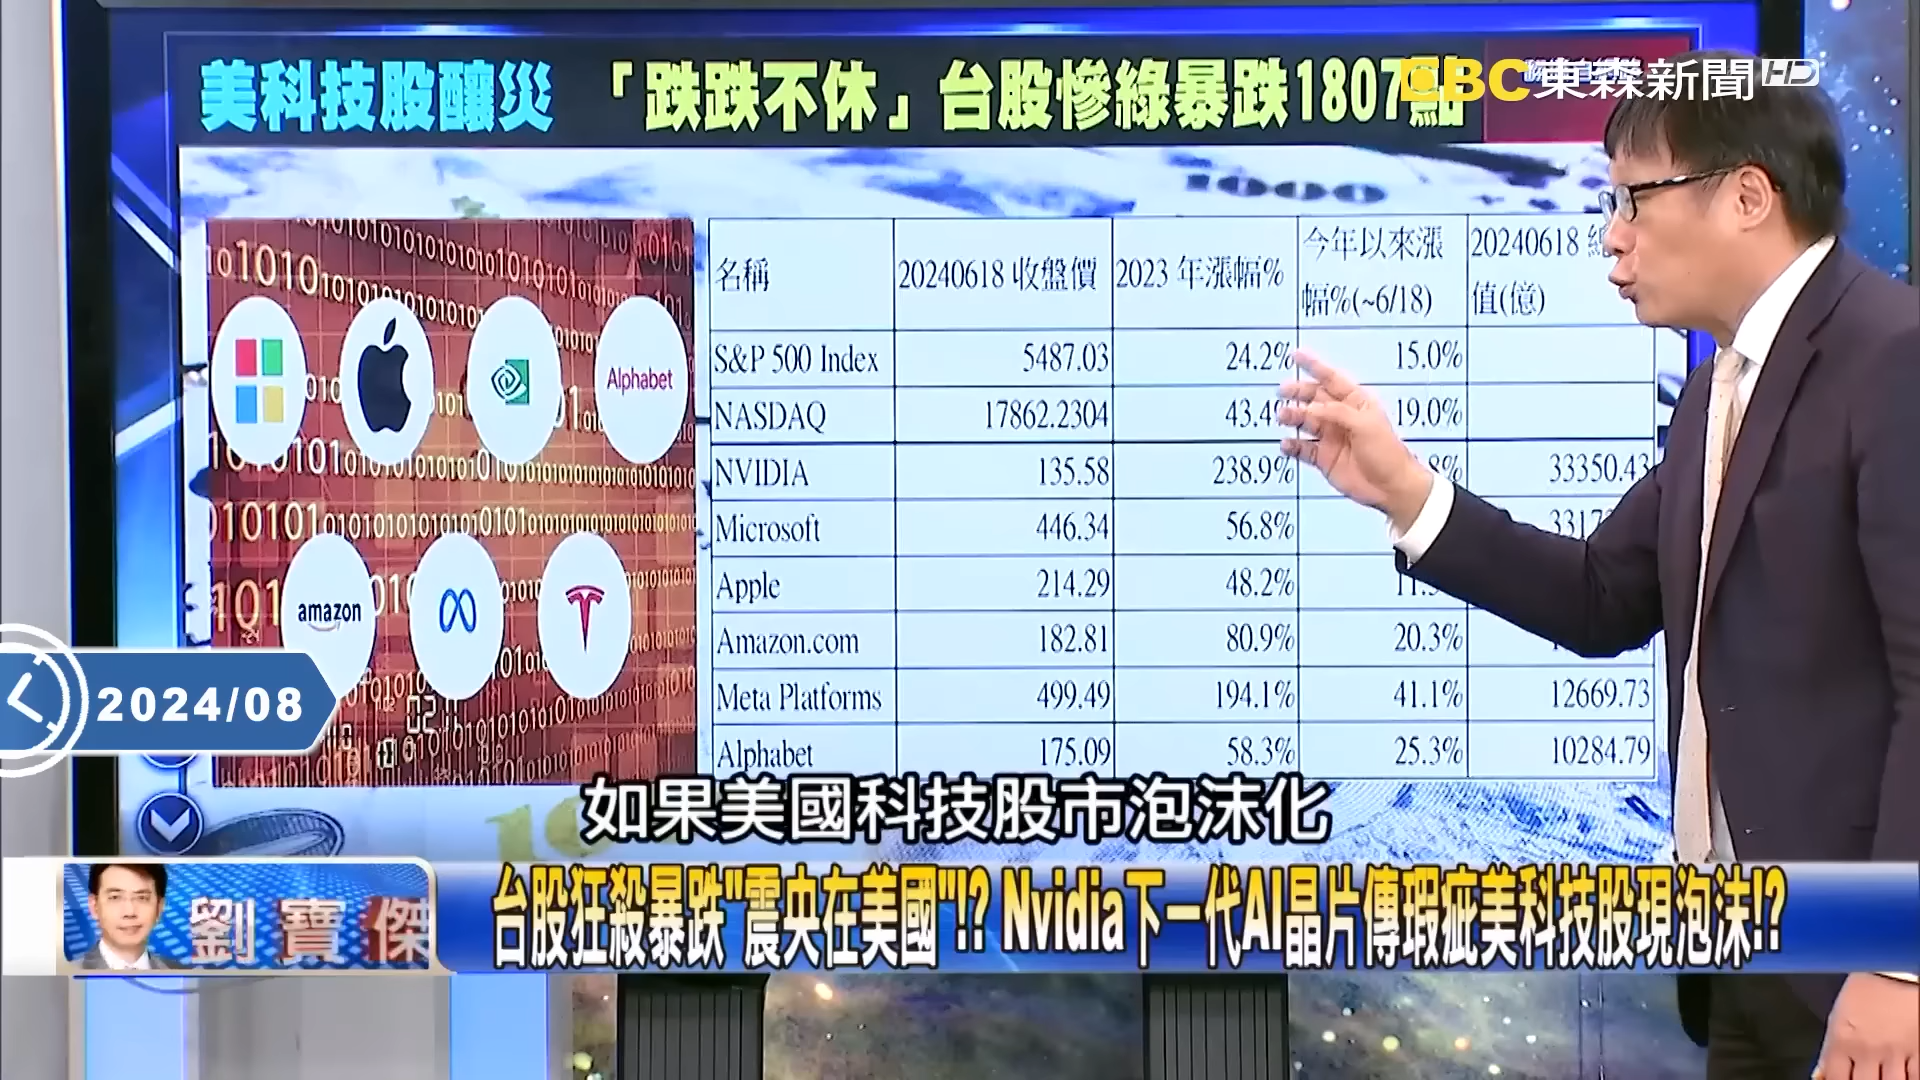 美科技股釀災 「跌跌不休」台股慘綠暴跌1807點
EBC東森新聞HD
名稱 20240618 收盤價 2023 年漲幅% 今年以來漲幅%(~6/18) 20240618 值(億)
S&P 500 Index 5487.03 24.2% 15.0%
NASDAQ 17862.2304 43.4% 19.0%
NVIDIA 135.58 238.9% 33350.43
Microsoft 446.34 56.8%
Apple 214.29 48.2%
Amazon.com 182.81 80.9% 20.3%
Meta Platforms 499.49 194.1% 41.1% 12669.73
Alphabet 175.09 58.3% 25.3% 10284.79
Alphabet
amazon
2024/08
如果美國科技股市泡沫化
劉寶傑
台股狂殺暴跌"震央在美國"!? Nvidia下一代AI晶片傳瑕疵美科技股現泡沫!?